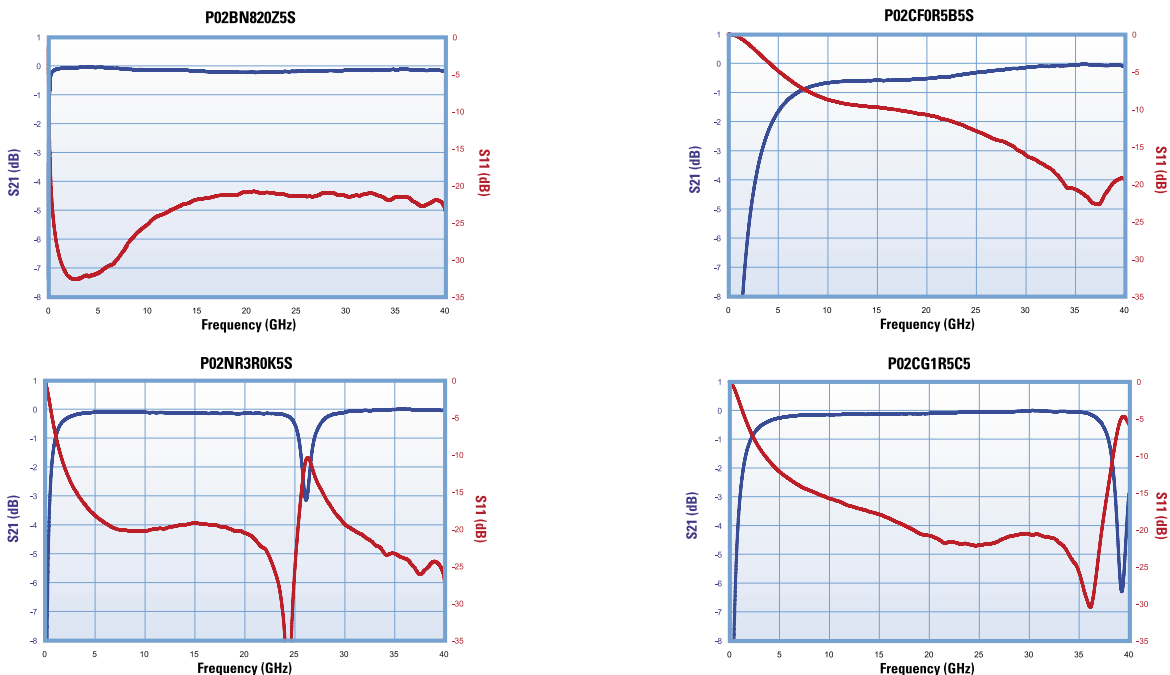 P02BN820Z5S
1 0 -1 -2 -3 -4 -5 -6 -7 -8
S21 (dB)
0 -5 -10 -15 -20 -25 -30 -35
S11 (dB)
0 5 10 15 20 25 30 35 40
Frequency (GHz)
P02CF0R5B5S
1 0 -1 -2 -3 -4 -5 -6 -7 -8
S21 (dB)
0 -5 -10 -15 -20 -25 -30 -35
S11 (dB)
0 5 10 15 20 25 30 35 40
Frequency (GHz)
P02NR3R0K5S
1 0 -1 -2 -3 -4 -5 -6 -7 -8
S21 (dB)
0 -5 -10 -15 -20 -25 -30 -35
S11 (dB)
0 5 10 15 20 25 30 35 40
Frequency (GHz)
P02CG1R5C5
1 0 -1 -2 -3 -4 -5 -6 -7 -8
S21 (dB)
0 -5 -10 -15 -20 -25 -30 -35
S11 (dB)
0 5 10 15 20 25 30 35 40
Frequency (GHz)